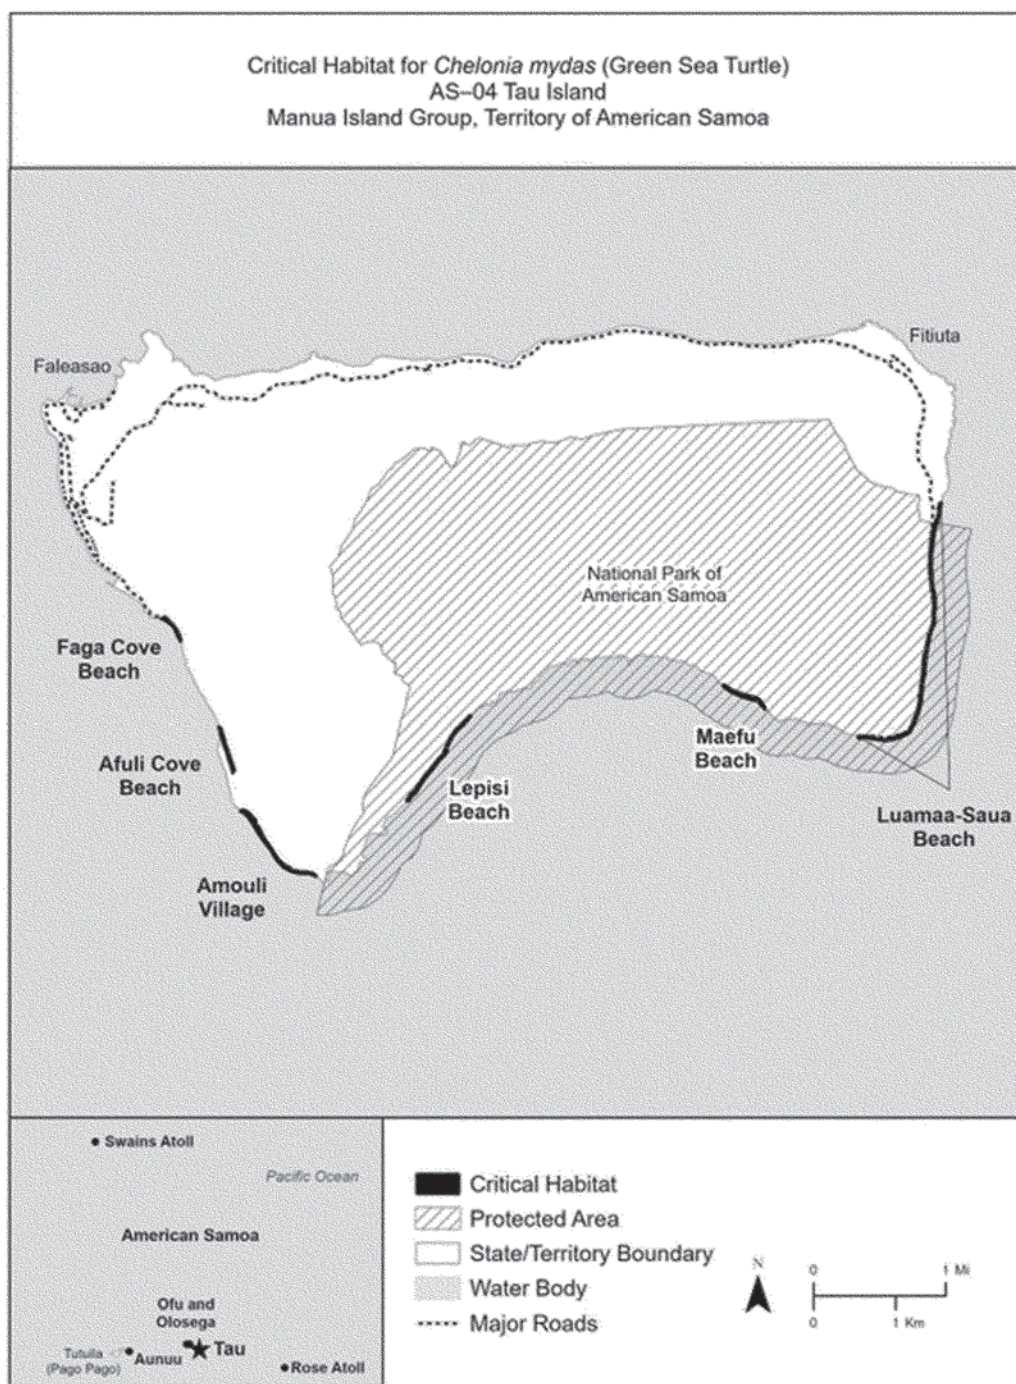 Critical Habitat for Chelonia mydas (Green Sea Turtle)
AS–04 Tau Island
Manua Island Group, Territory of American Samoa
Faleasao
Fitiuta
National Park of
American Samoa
Faga Cove
Beach
Afuli Cove
Beach
Amouli
Village
Lepisi
Beach
Maefu
Beach
Luamaa-Saua
Beach
Swains Atoll
Pacific Ocean
American Samoa
Ofu and
Olosega
Tau
Tutuila
(Pago Pago)
Aunuu
Rose Atoll
Critical Habitat
Protected Area
State/Territory Boundary
Water Body
Major Roads
N
0 1 Mi
0 1 Km